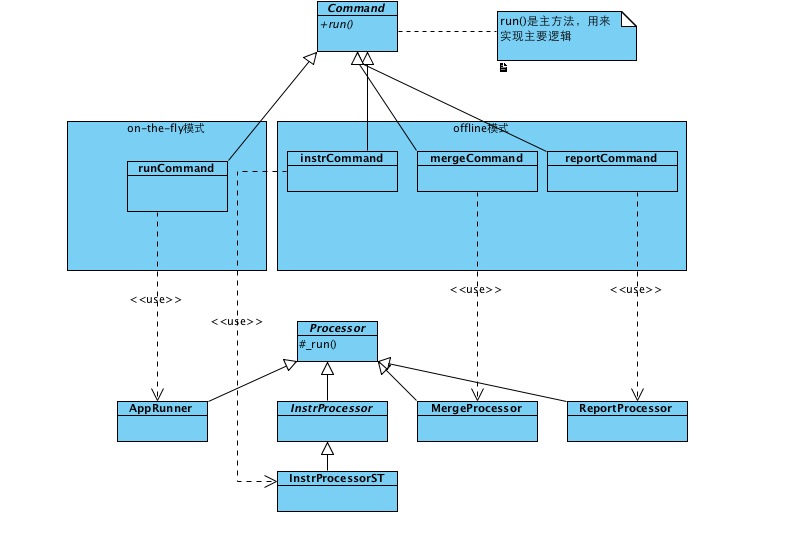 Command
+run()
run()是主方法，用来
实现主要逻辑
on-the-fly模式
offline模式
runCommand
instrCommand
mergeCommand
reportCommand
<<use>>
<<use>>
<<use>>
<<use>>
Processor
#_run()
AppRunner
InstrProcessor
MergeProcessor
ReportProcessor
InstrProcessorST